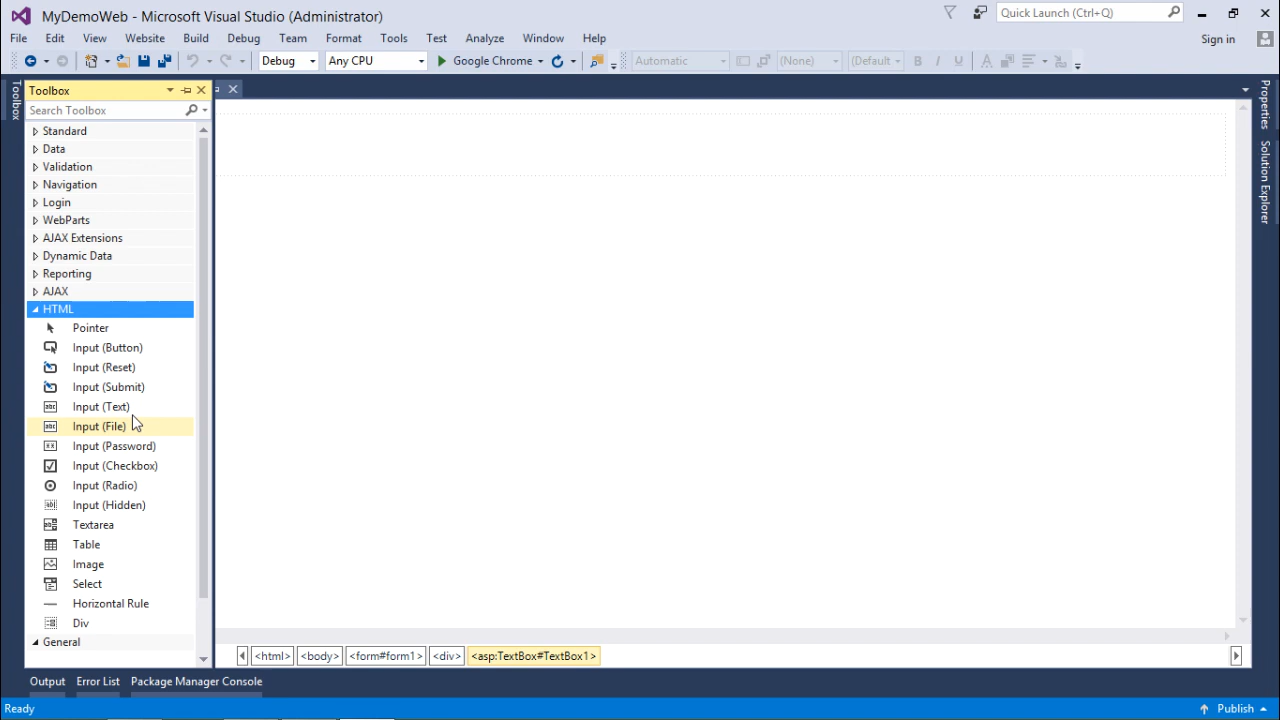 MyDemoWeb - Microsoft Visual Studio (Administrator)
Quick Launch (Ctrl+Q)
File Edit View Website Build Debug Team Format Tools Test Analyze Window Help
Sign in
Debug Any CPU Google Chrome Automatic (None) (Default B I U A
Toolbox
Toolbox
Search Toolbox
Standard
Data
Validation
Navigation
Login
WebParts
AJAX Extensions
Dynamic Data
Reporting
AJAX
HTML
Pointer
Input (Button)
Input (Reset)
Input (Submit)
Input (Text)
Input (File)
Input (Password)
Input (Checkbox)
Input (Radio)
Input (Hidden)
Textarea
Table
Image
Select
Horizontal Rule
Div
General
Properties
Solution Explorer
<html> <body> <form#form1> <div> <asp:TextBox#TextBox1>
Output Error List Package Manager Console
Ready
Publish